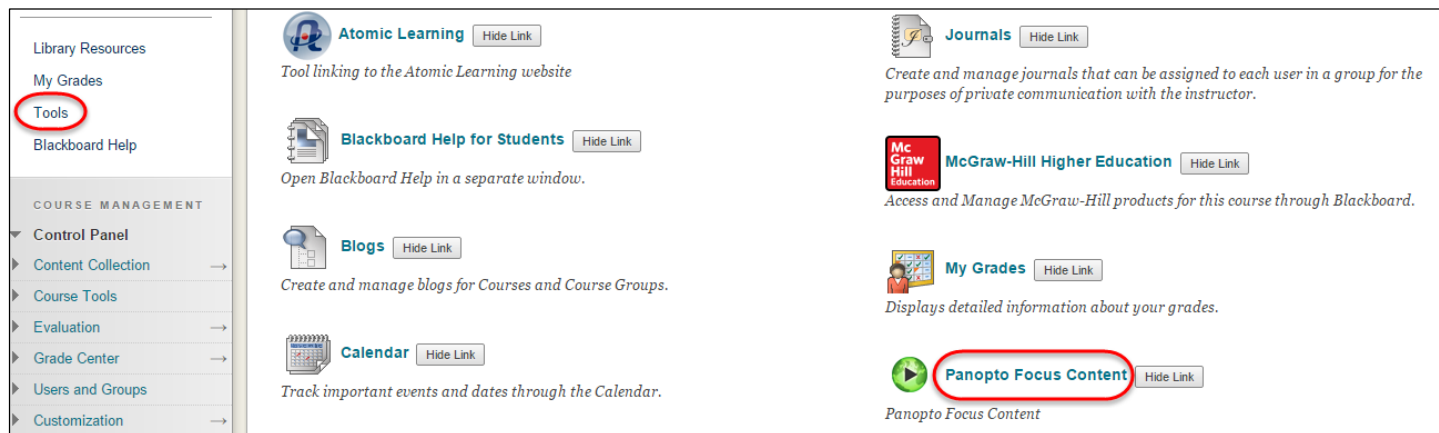 Library Resources
My Grades
Tools
Blackboard Help
COURSE MANAGEMENT
Control Panel
Content Collection
Course Tools
Evaluation
Grade Center
Users and Groups
Customization
Atomic Learning Hide Link
Tool linking to the Atomic Learning website
Blackboard Help for Students Hide Link
Open Blackboard Help in a separate window.
Blogs Hide Link
Create and manage blogs for Courses and Course Groups.
Calendar Hide Link
Track important events and dates through the Calendar.
Journals Hide Link
Create and manage journals that can be assigned to each user in a group for the
purposes of private communication with the instructor.
Mc
Graw
Hill
Education
McGraw-Hill Higher Education Hide Link
Access and Manage McGraw-Hill products for this course through Blackboard.
My Grades Hide Link
Displays detailed information about your grades.
Panopto Focus Content Hide Link
Panopto Focus Content